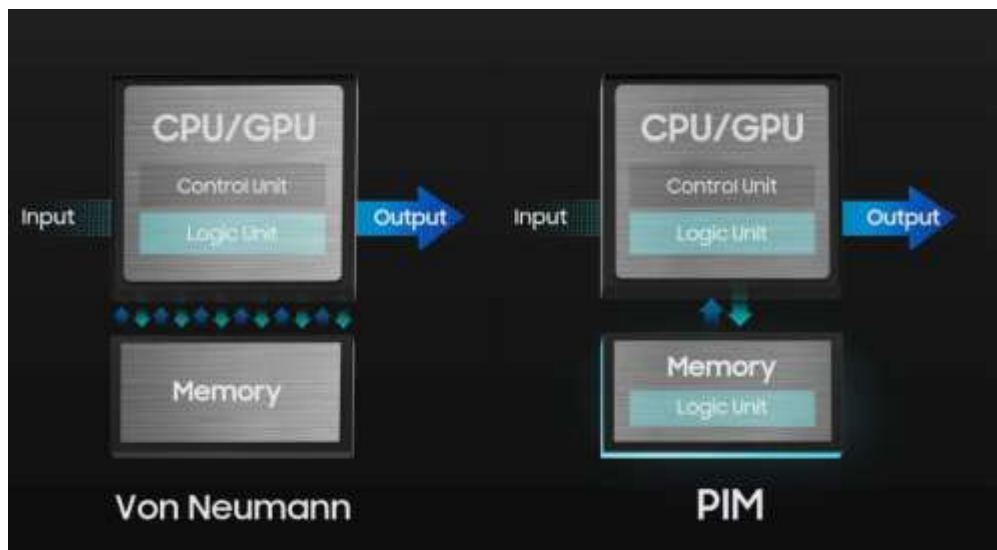 CPU/GPU
Control Unit
Logic Unit
Input
Output
Memory
Von Neumann
CPU/GPU
Control Unit
Logic Unit
Input
Output
Memory
Logic Unit
PIM